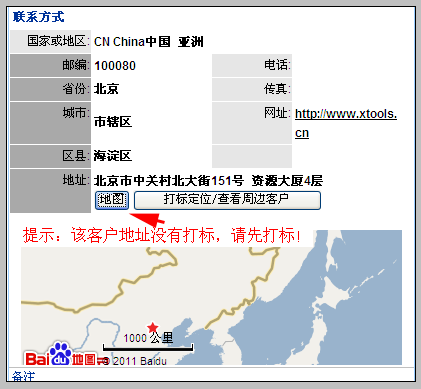 联系方式
国家或地区: CN China中国 亚洲
邮编: 100080 电话:
省份: 北京 传真:
城市: 市辖区 网址: http://www.xtools.
cn
区县: 海淀区
地址: 北京市中关村北大街151号 资源大厦4层
地图 打标定位/查看周边客户
提示：该客户地址没有打标，请先打标!
1000 公里
Bai du 地图
© 2011 Baidu
备注